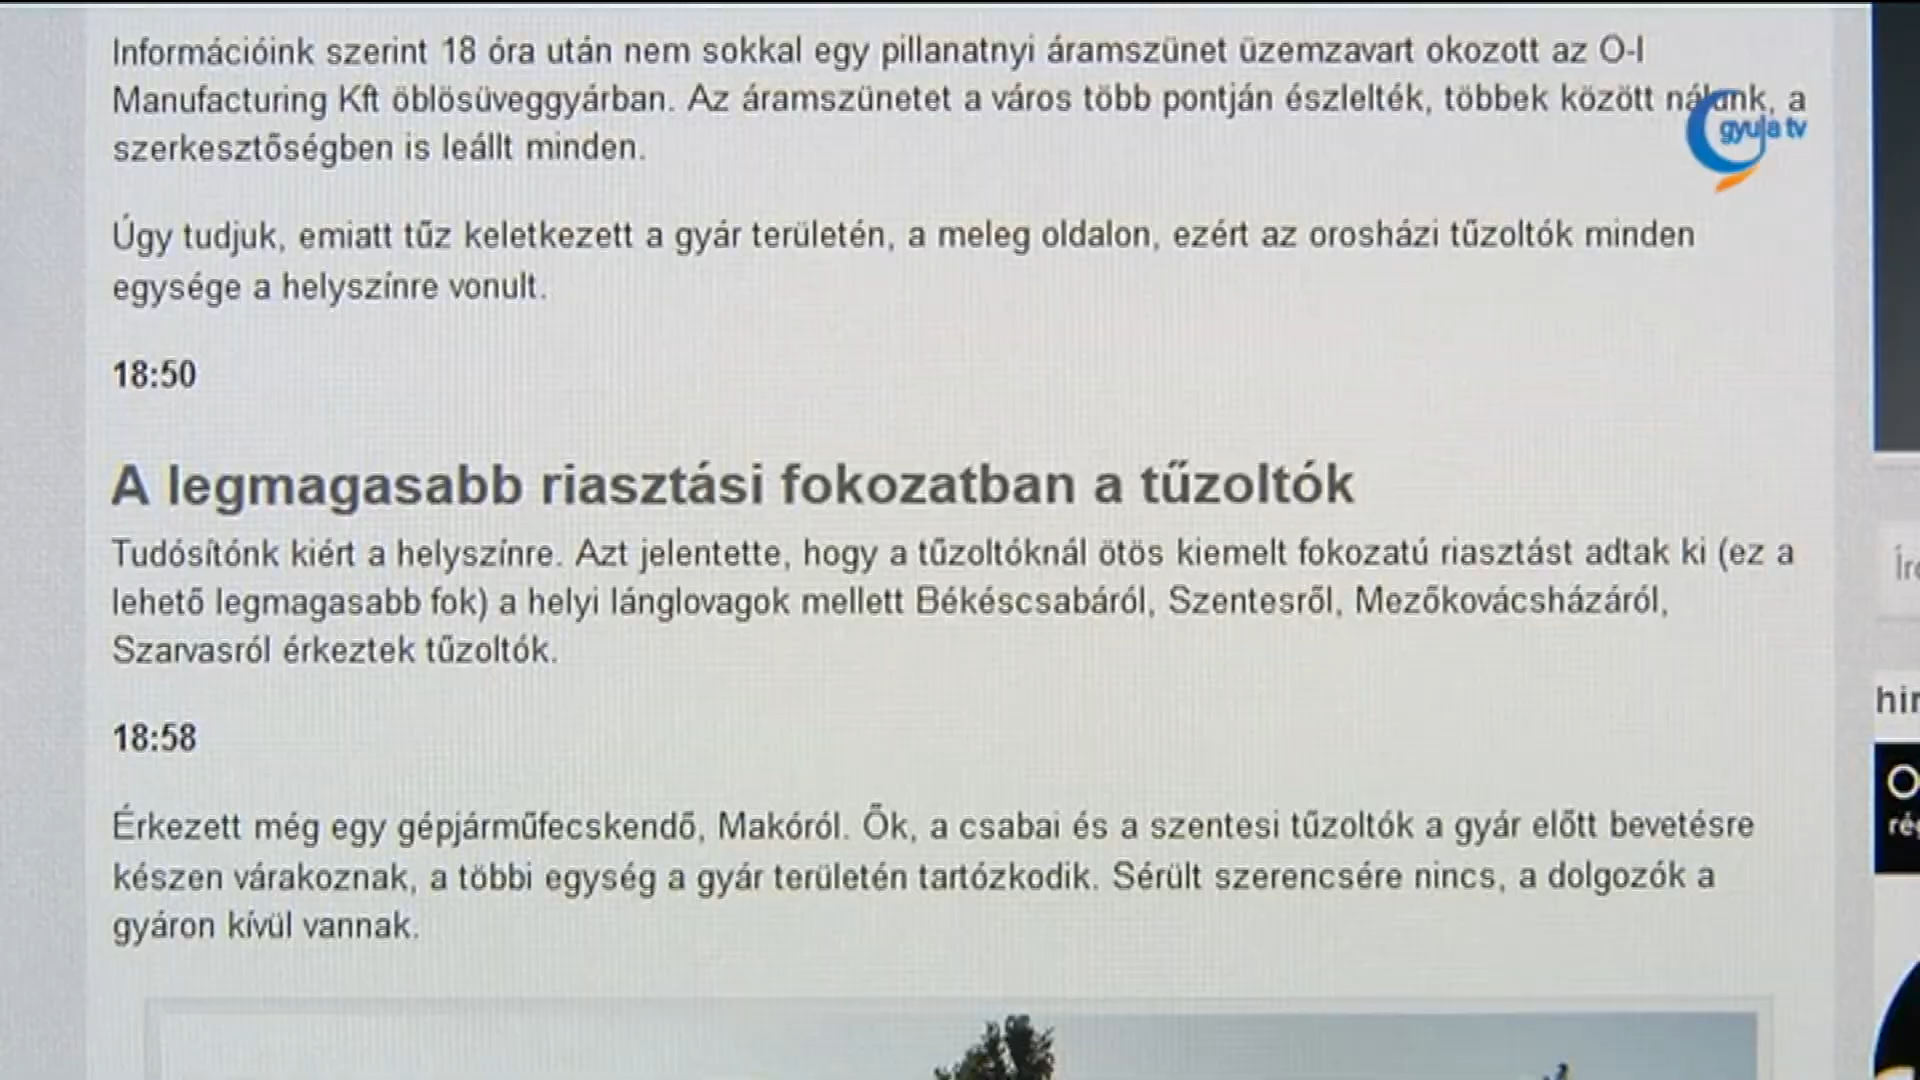 Információink szerint 18 óra után nem sokkal egy pillanatnyi áramszünet üzemzavart okozott az O-I
Manufacturing Kft öblösüveggyárban. Az áramszünetet a város több pontján észlelték, többek között nálunk, a
szerkesztőségben is leállt minden.
gyula tv
Úgy tudjuk, emiatt tűz keletkezett a gyár területén, a meleg oldalon, ezért az orosházi tűzoltók minden
egysége a helyszínre vonult.
18:50
A legmagasabb riasztási fokozatban a tűzoltók
Tudósítónk kiért a helyszínre. Azt jelentette, hogy a tűzoltóknál ötös kiemelt fokozatú riasztást adtak ki (ez a
lehető legmagasabb fok) a helyi lánglovagok mellett Békéscsabáról, Szentesről, Mezőkovácsházáról,
Szarvasról érkeztek tűzoltók.
18:58
Érkezett még egy gépjárműfecskendő, Makóról. Ők, a csabai és a szentesi tűzoltók a gyár előtt bevetésre
készen várakoznak, a többi egység a gyár területén tartózkodik. Sérült szerencsére nincs, a dolgozók a
gyáron kívül vannak.